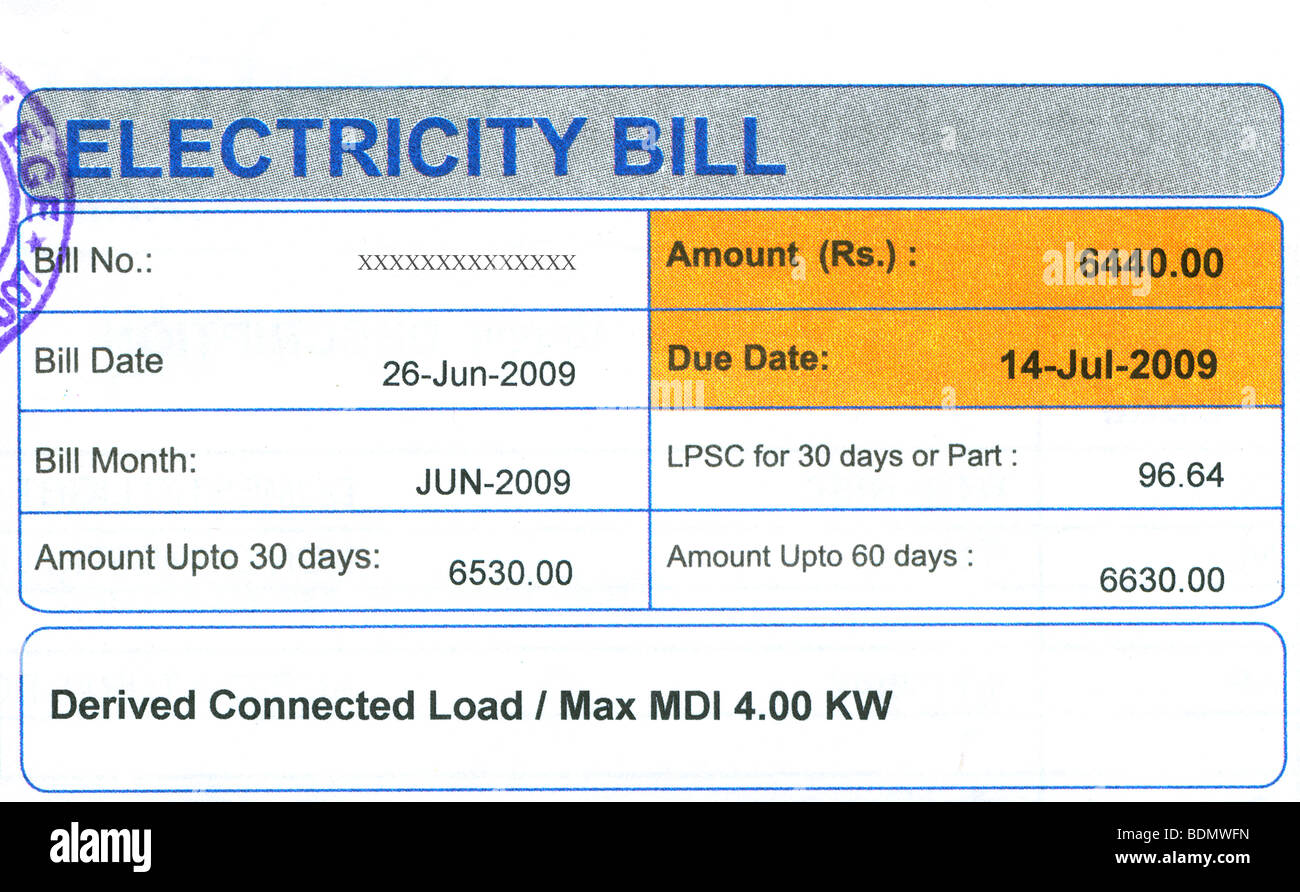 ELECTRICITY BILL
Bill No.: XXXXXXXXXXXXXX
Amount (Rs.) : 6440.00
Bill Date 26-Jun-2009
Due Date: 14-Jul-2009
Bill Month: JUN-2009
LPSC for 30 days or Part : 96.64
Amount Upto 30 days: 6530.00
Amount Upto 60 days : 6630.00
Derived Connected Load / Max MDI 4.00 KW
EGE ★
alamy
Image ID: BDMWFN
www.alamy.com